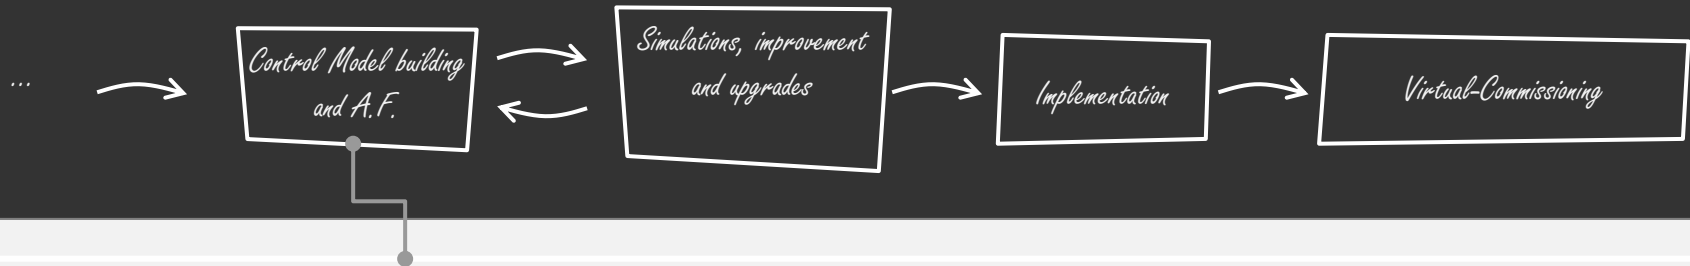 ...
Control Model building
and A.F.
Simulations, improvement
and upgrades
Implementation
Virtual-Commissioning